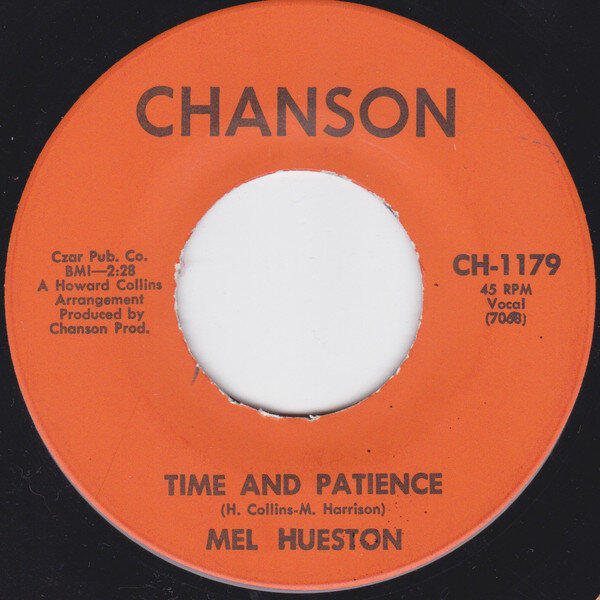 CHANSON
Czar Pub. Co.
BMI—2:28
A Howard Collins
Arrangement
Produced by
Chanson Prod.
CH-1179
45 RPM
Vocal
(7068)
TIME AND PATIENCE
(H. Collins-M. Harrison)
MEL HUESTON